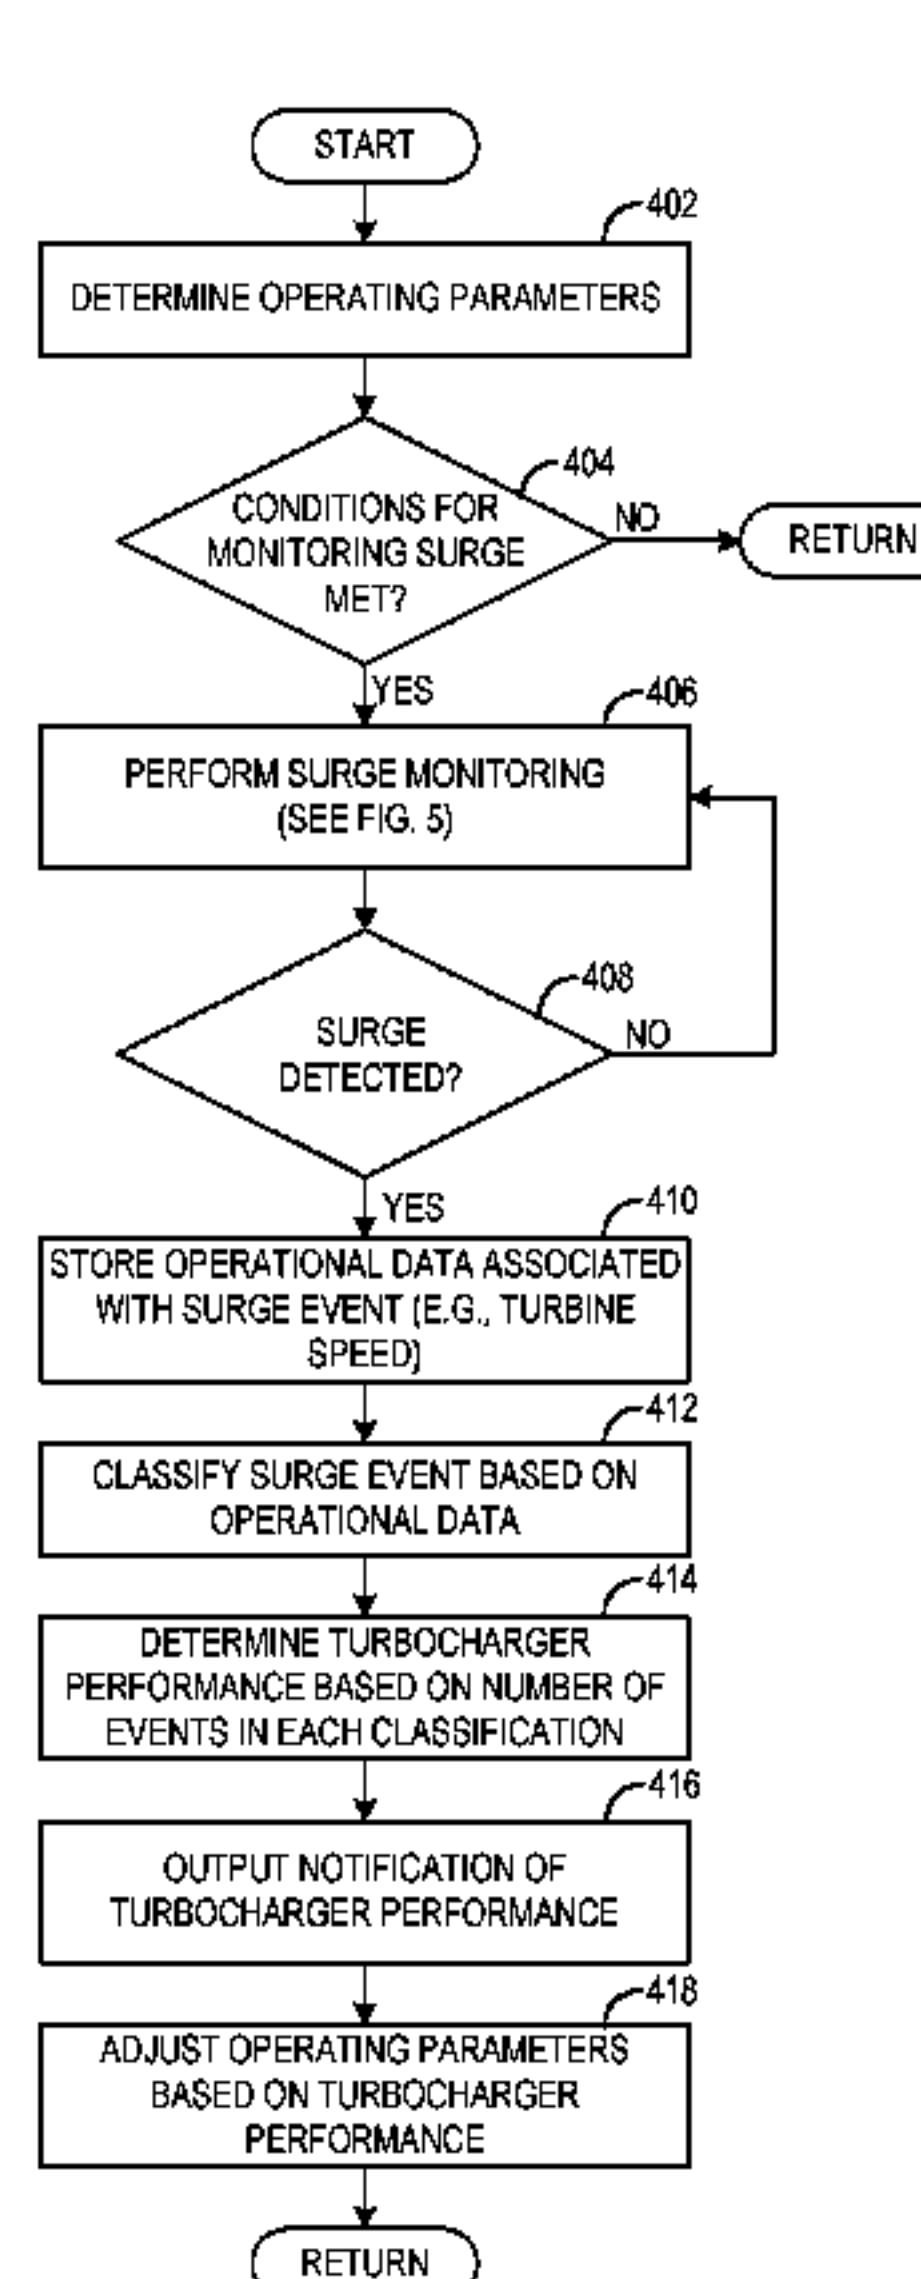 START
402
DETERMINE OPERATING PARAMETERS
404
CONDITIONS FOR
MONITORING SURGE
MET?
NO
RETURN
YES
406
PERFORM SURGE MONITORING
(SEE FIG. 5)
408
SURGE
DETECTED?
NO
YES
410
STORE OPERATIONAL DATA ASSOCIATED
WITH SURGE EVENT (E.G., TURBINE
SPEED)
412
CLASSIFY SURGE EVENT BASED ON
OPERATIONAL DATA
414
DETERMINE TURBOCHARGER
PERFORMANCE BASED ON NUMBER OF
EVENTS IN EACH CLASSIFICATION
416
OUTPUT NOTIFICATION OF
TURBOCHARGER PERFORMANCE
418
ADJUST OPERATING PARAMETERS
BASED ON TURBOCHARGER
PERFORMANCE
RETURN